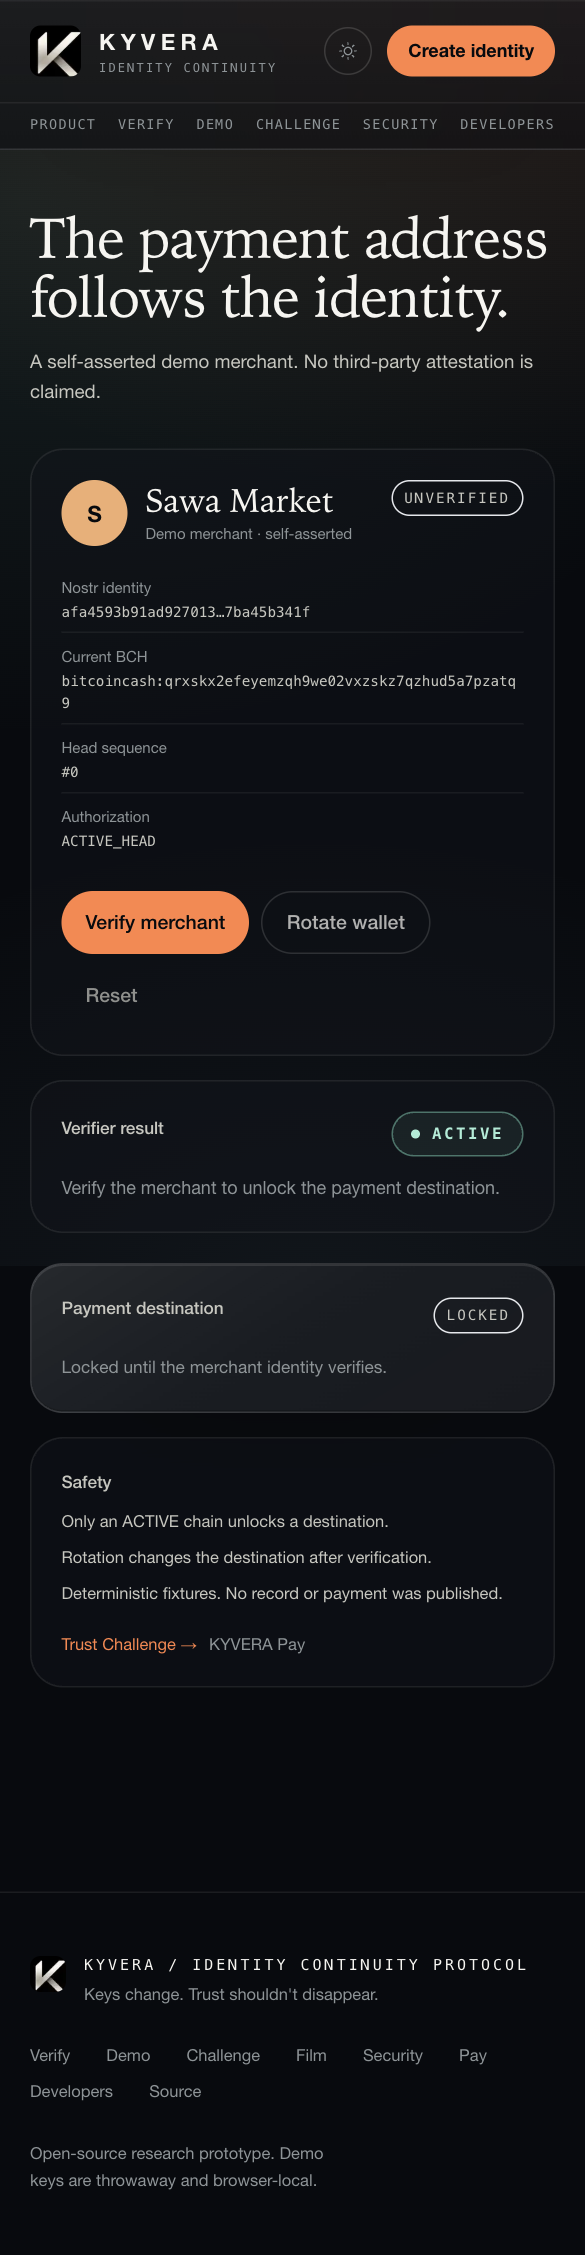 KYVERA
IDENTITY CONTINUITY
Create identity
PRODUCT VERIFY DEMO CHALLENGE SECURITY DEVELOPERS
The payment address
follows the identity.
A self-asserted demo merchant. No third-party attestation is
claimed.
S
Sawa Market
UNVERIFIED
Demo merchant · self-asserted
Nostr identity
afa4593b91ad927013…7ba45b341f
Current BCH
bitcoincash:qrxskx2efeyemzqh9we02vxzskz7qzhud5a7pzatq
9
Head sequence
#0
Authorization
ACTIVE_HEAD
Verify merchant Rotate wallet
Reset
Verifier result
ACTIVE
Verify the merchant to unlock the payment destination.
Payment destination
LOCKED
Locked until the merchant identity verifies.
Safety
Only an ACTIVE chain unlocks a destination.
Rotation changes the destination after verification.
Deterministic fixtures. No record or payment was published.
Trust Challenge → KYVERA Pay
KYVERA / IDENTITY CONTINUITY PROTOCOL
Keys change. Trust shouldn't disappear.
Verify Demo Challenge Film Security Pay
Developers Source
Open-source research prototype. Demo
keys are throwaway and browser-local.